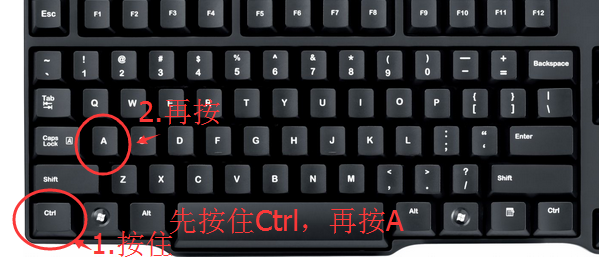 Esc F1 F2 F3 F4 F5 F6 F7 F8 F9 F10 F11 F12
~ ! @ # $ % ^ & * ( ) — +
` 1 2 3 4 5 6 7 8 9 0 - = Backspace
Tab Q W E R T Y U I O P { } |
[ ] \
2.再按
Caps Lock A A D F G H J K L : “ Enter
; ‘
Shift Z X C V B N M < > ? Shift
, . /
Ctrl Alt 先按住Ctrl，再按A Alt Ctrl
1.按住